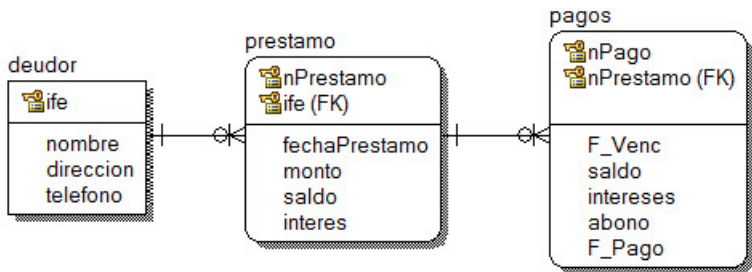 deudor
ife
nombre
direccion
telefono
prestamo
nPrestamo
ife (FK)
fechaPrestamo
monto
saldo
interes
pagos
nPago
nPrestamo (FK)
F_Venc
saldo
intereses
abono
F_Pago